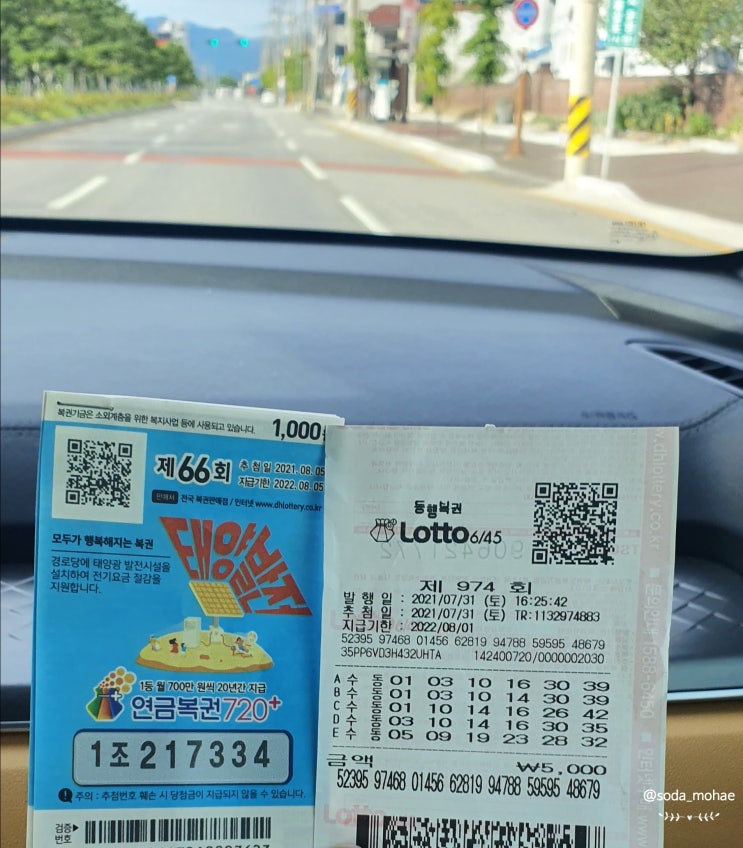 복권기금은 소외계층을 위한 복지사업 등에 사용되고 있습니다.
1,000
제66회
추 첨 일 2021. 08. 05
지급기한 2022. 08. 05
판매처 전국 복권판매점 / 인터넷 www.dhlottery.co.kr
모두가 행복해지는 복권
경로당에 태양광 발전시설을
설치하여 전기요금 절감을
지원합니다.
태양광
1등 월 700만 원씩 20년간 지급
연금복권720+
1조217334
주의 : 추첨번호 훼손 시 당첨금이 지급되지 않을 수 있습니다.
검증
번호
동행복권
Lotto 6/45
제 974 회
발 행 일 : 2021/07/31 (토) 16:25:42
추 첨 일 : 2021/07/31 (토) TR:1132974883
지급기한 : 2022/08/01
52395 97468 01456 62819 94788 59595 48679
35PP6VD3H432UHTA 142400720/0000002030
A 수 동 01 03 10 16 30 39
B 수 동 01 03 10 14 30 39
C 수 동 01 10 14 16 26 42
D 수 동 03 10 14 16 30 35
E 수 동 05 09 19 23 28 32
금액 ₩5,000
52395 97468 01456 62819 94788 59595 48679
@soda_mohae